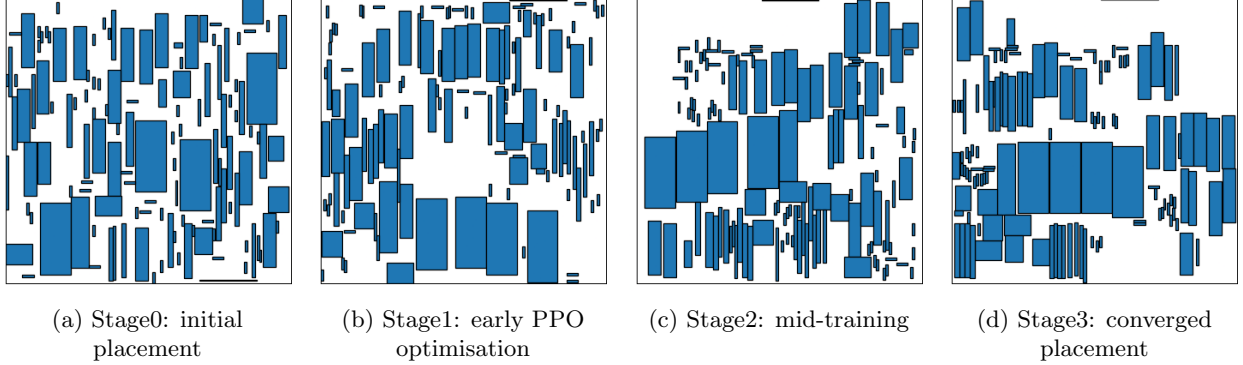 (a) Stage0: initial
placement
(b) Stage1: early PPO
optimisation
(c) Stage2: mid-training
(d) Stage3: converged
placement